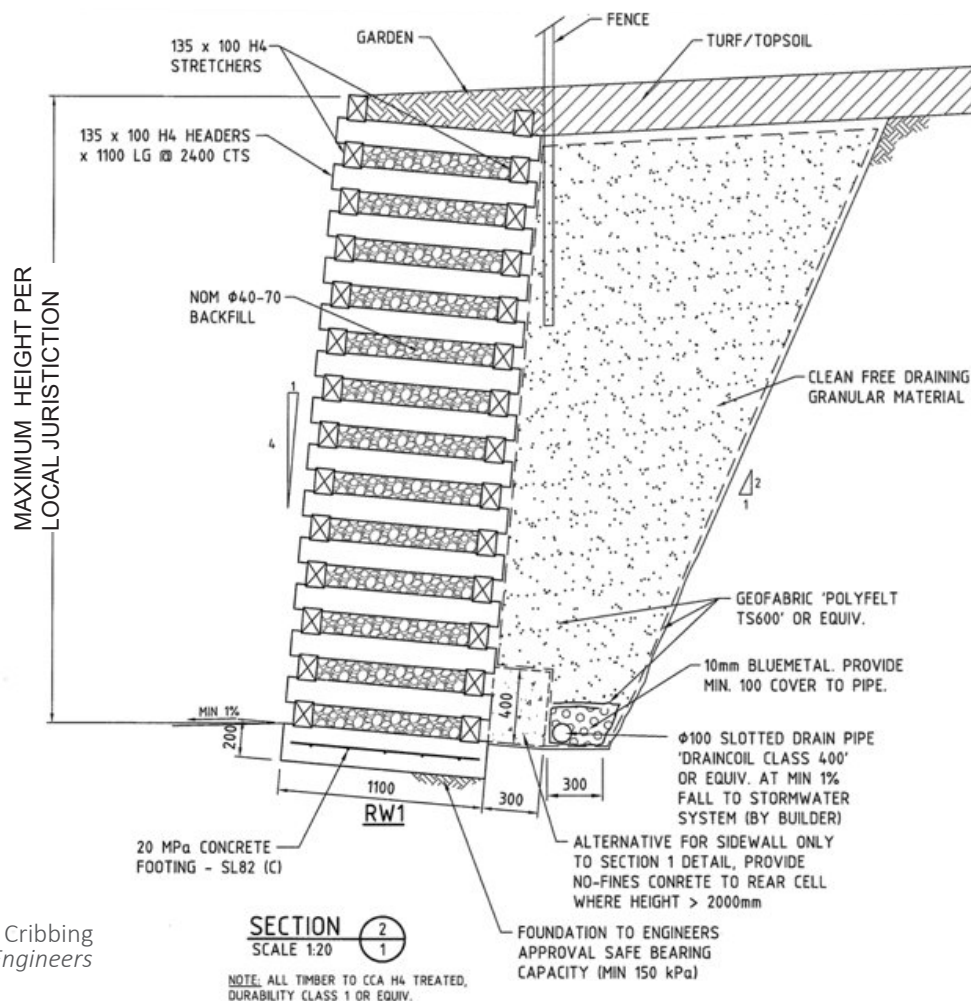 FENCE
GARDEN
TURF/TOPSOIL
135 x 100 H4
STRETCHERS
135 x 100 H4 HEADERS
x 1100 LG @ 2400 CTS
MAXIMUM HEIGHT PER
LOCAL JURISTICTION
NOM Φ40-70
BACKFILL
1
4
CLEAN FREE DRAINING
GRANULAR MATERIAL
2
1
GEOFABRIC 'POLYFELT
TS600' OR EQUIV.
10mm BLUEMETAL. PROVIDE
MIN. 100 COVER TO PIPE.
400
MIN 1%
200
Φ100 SLOTTED DRAIN PIPE
'DRAINCOIL CLASS 400'
OR EQUIV. AT MIN 1%
FALL TO STORMWATER
SYSTEM (BY BUILDER)
1100
300
300
RW1
20 MPa CONCRETE
FOOTING - SL82 (C)
ALTERNATIVE FOR SIDEWALL ONLY
TO SECTION 1 DETAIL, PROVIDE
NO-FINES CONRETE TO REAR CELL
WHERE HEIGHT > 2000mm
Cribbing
Engineers
SECTION 2
SCALE 1:20 1
FOUNDATION TO ENGINEERS
APPROVAL SAFE BEARING
CAPACITY (MIN 150 kPa)
NOTE: ALL TIMBER TO CCA H4 TREATED,
DURABILITY CLASS 1 OR EQUIV.